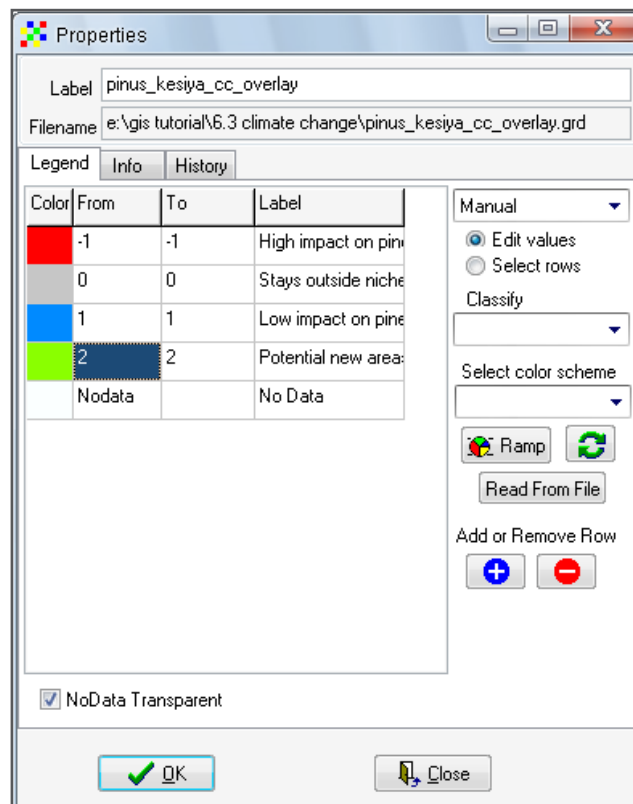 Properties
Label pinus_kesiya_cc_overlay
Filename e:\gis tutorial\6.3 climate change\pinus_kesiya_cc_overlay.grd
Legend Info History
Color From To Label
-1 -1 High impact on pine
0 0 Stays outside niche
1 1 Low impact on pine
2 2 Potential new area
Nodata No Data
Manual
Edit values
Select rows
Classify
Select color scheme
Ramp
Read From File
Add or Remove Row
NoData Transparent
OK
Close